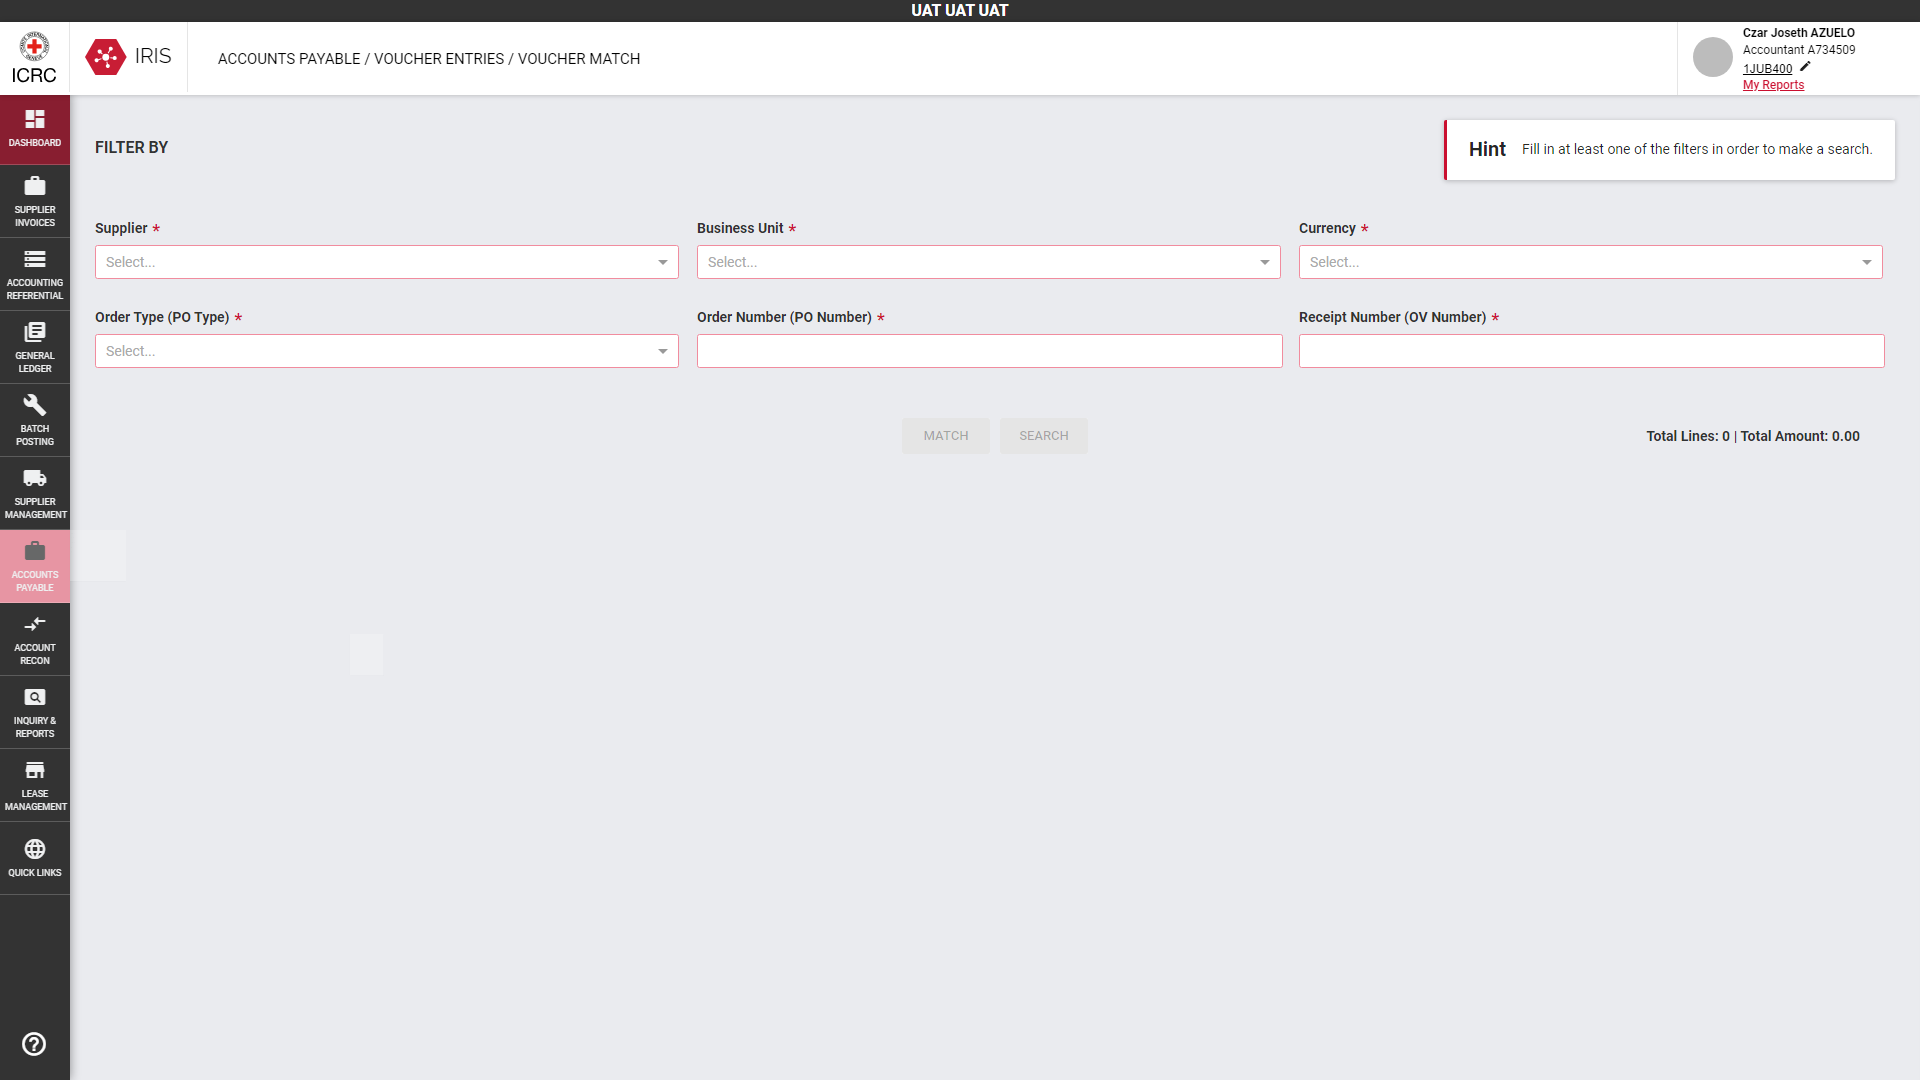 UAT UAT UAT
ICRC
IRIS
ACCOUNTS PAYABLE / VOUCHER ENTRIES / VOUCHER MATCH
Czar Joseth AZUELO
Accountant A734509
1JUB400
My Reports
DASHBOARD
SUPPLIER
INVOICES
ACCOUNTING
REFERENTIAL
GENERAL
LEDGER
BATCH
POSTING
SUPPLIER
MANAGEMENT
ACCOUNTS
PAYABLE
ACCOUNT
RECON
INQUIRY &
REPORTS
LEASE
MANAGEMENT
QUICK LINKS
FILTER BY
Hint Fill in at least one of the filters in order to make a search.
Supplier * Business Unit * Currency *
Select... Select... Select...
Order Type (PO Type) * Order Number (PO Number) * Receipt Number (OV Number) *
Select...
MATCH SEARCH Total Lines: 0 | Total Amount: 0.00